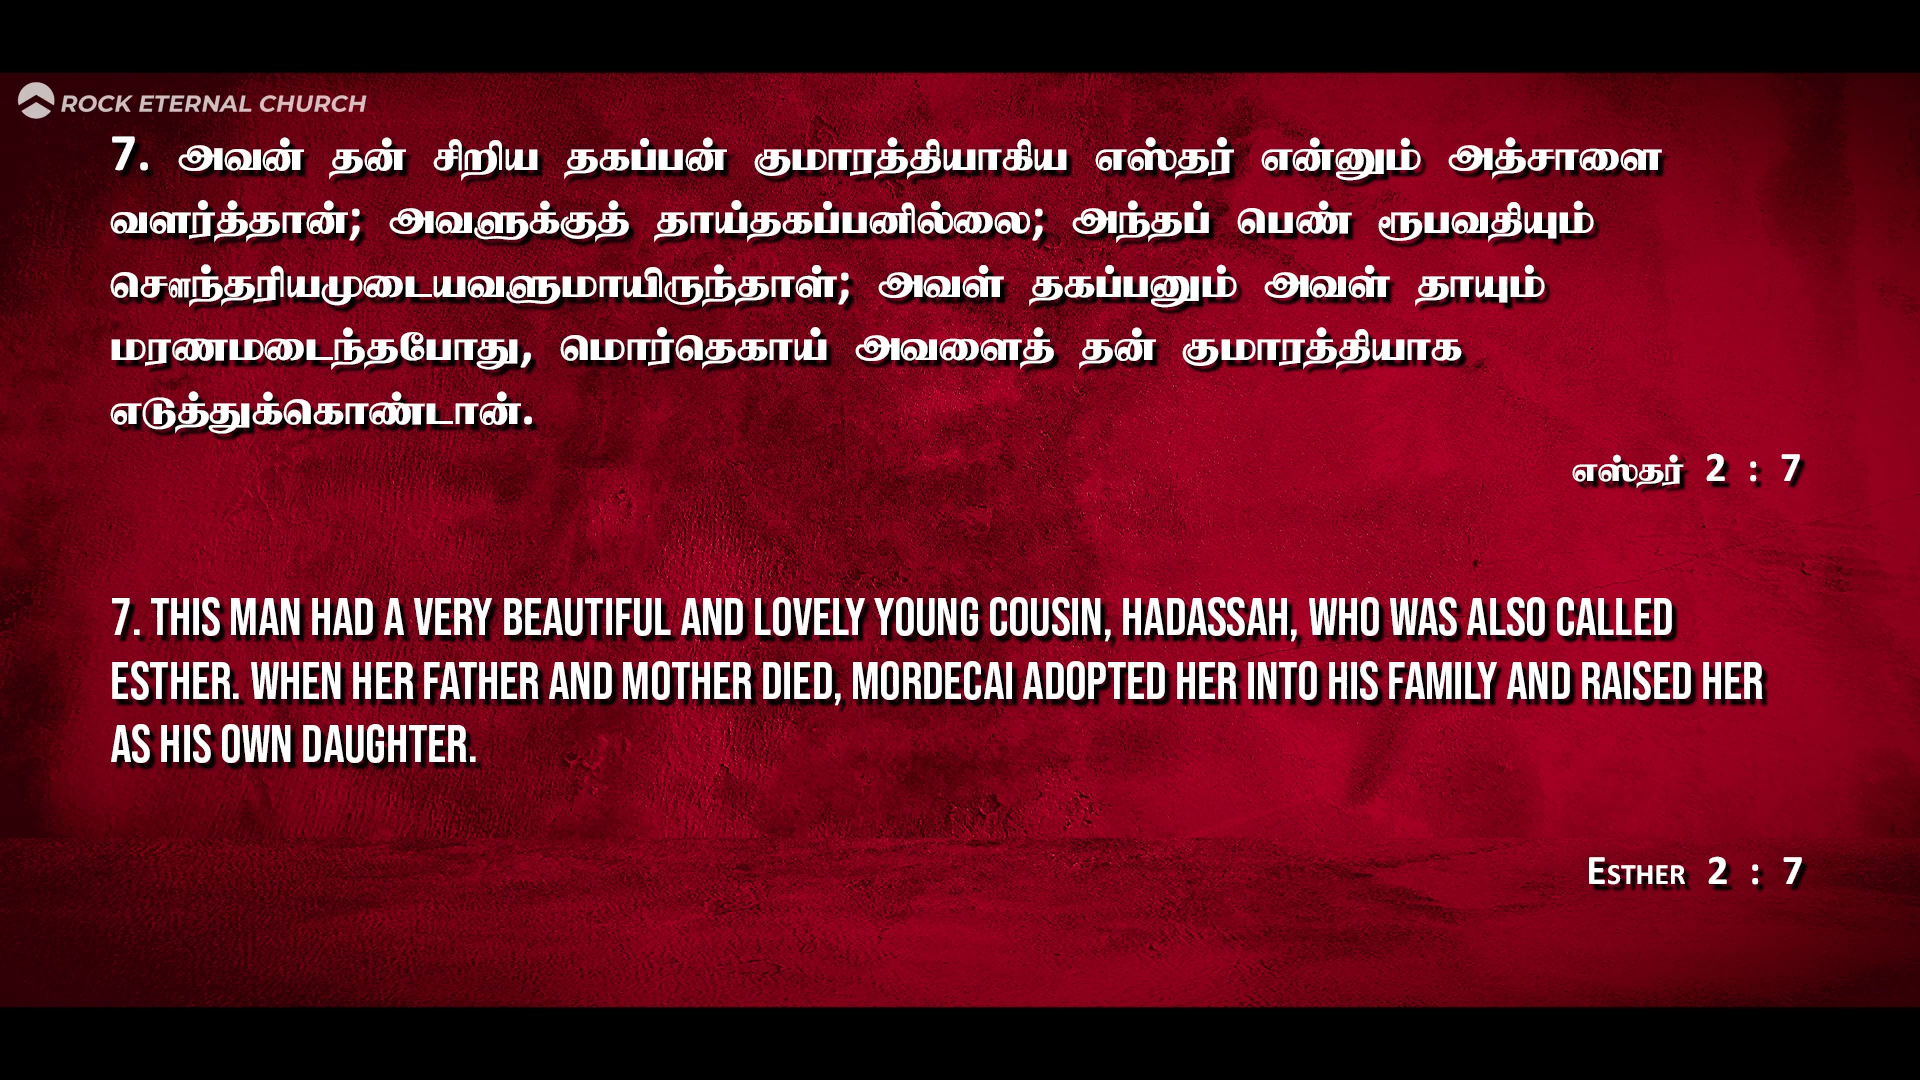 ROCK ETERNAL CHURCH
7. அவன் தன் சிறிய தகப்பன் குமாரத்தியாகிய எஸ்தர் என்னும் அத்சாளை
வளர்த்தான்; அவளுக்குத் தாய்தகப்பனில்லை; அந்தப் பெண் ரூபவதியும்
சௌந்தரியமுடையவளுமாயிருந்தாள்; அவள் தகப்பனும் அவள் தாயும்
மரணமடைந்தபோது, மொர்தெகாய் அவளைத் தன் குமாரத்தியாக
எடுத்துக்கொண்டான்.
எஸ்தர் 2 : 7
7. THIS MAN HAD A VERY BEAUTIFUL AND LOVELY YOUNG COUSIN, HADASSAH, WHO WAS ALSO CALLED
ESTHER. WHEN HER FATHER AND MOTHER DIED, MORDECAI ADOPTED HER INTO HIS FAMILY AND RAISED HER
AS HIS OWN DAUGHTER.
ESTHER 2 : 7